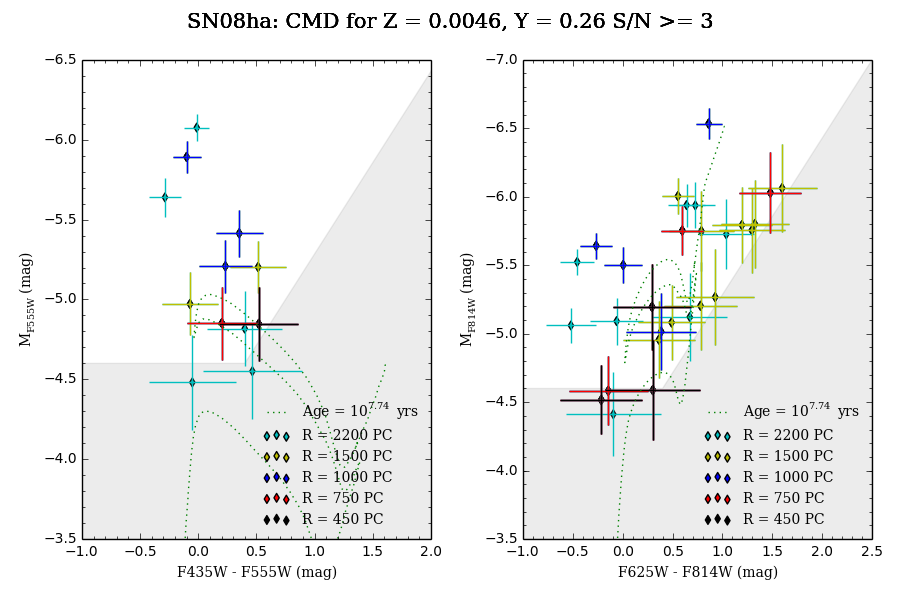 SN08ha: CMD for Z = 0.0046, Y = 0.26 S/N >= 3
−6.5
−6.0
−5.5
−5.0
−4.5
−4.0
−3.5
M_F555W (mag)
−1.0 −0.5 0.0 0.5 1.0 1.5 2.0
F435W - F555W (mag)
Age = 10^7.74 yrs
R = 2200 PC
R = 1500 PC
R = 1000 PC
R = 750 PC
R = 450 PC
−7.0
−6.5
−6.0
−5.5
−5.0
−4.5
−4.0
−3.5
M_F814W (mag)
−1.0 −0.5 0.0 0.5 1.0 1.5 2.0 2.5
F625W - F814W (mag)
Age = 10^7.74 yrs
R = 2200 PC
R = 1500 PC
R = 1000 PC
R = 750 PC
R = 450 PC